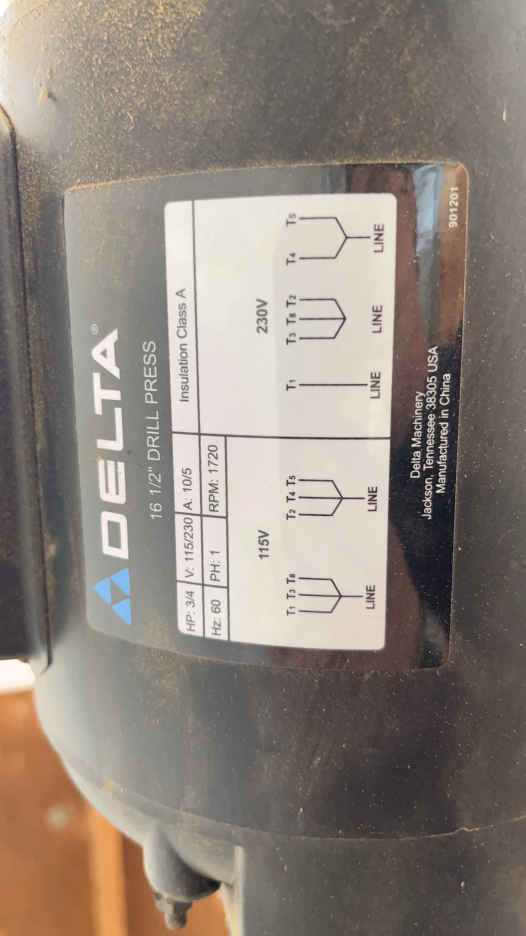 DELTA®
16 1/2" DRILL PRESS
HP: 3/4 V: 115/230 A: 10/5 Insulation Class A
Hz: 60 PH: 1 RPM: 1720
115V
T1 T3 T8 T2 T4 T5
LINE LINE
230V
T1 T3 T8 T2 T4 T5
LINE LINE LINE
Delta Machinery
Jackson, Tennessee 38305 USA
Manufactured in China
901201